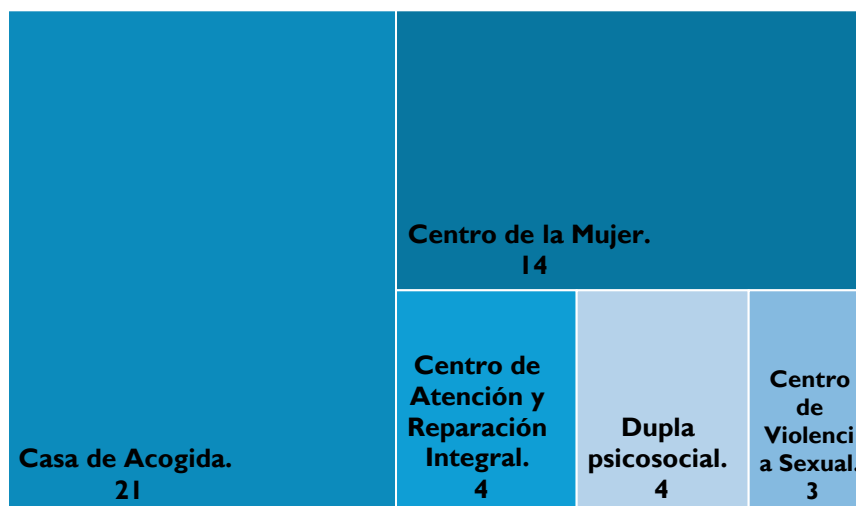 Centro de la Mujer.
14
Casa de Acogida.
21
Centro de
Atención y
Reparación
Integral.
4
Dupla
psicosocial.
4
Centro
de
Violenci
a Sexual.
3